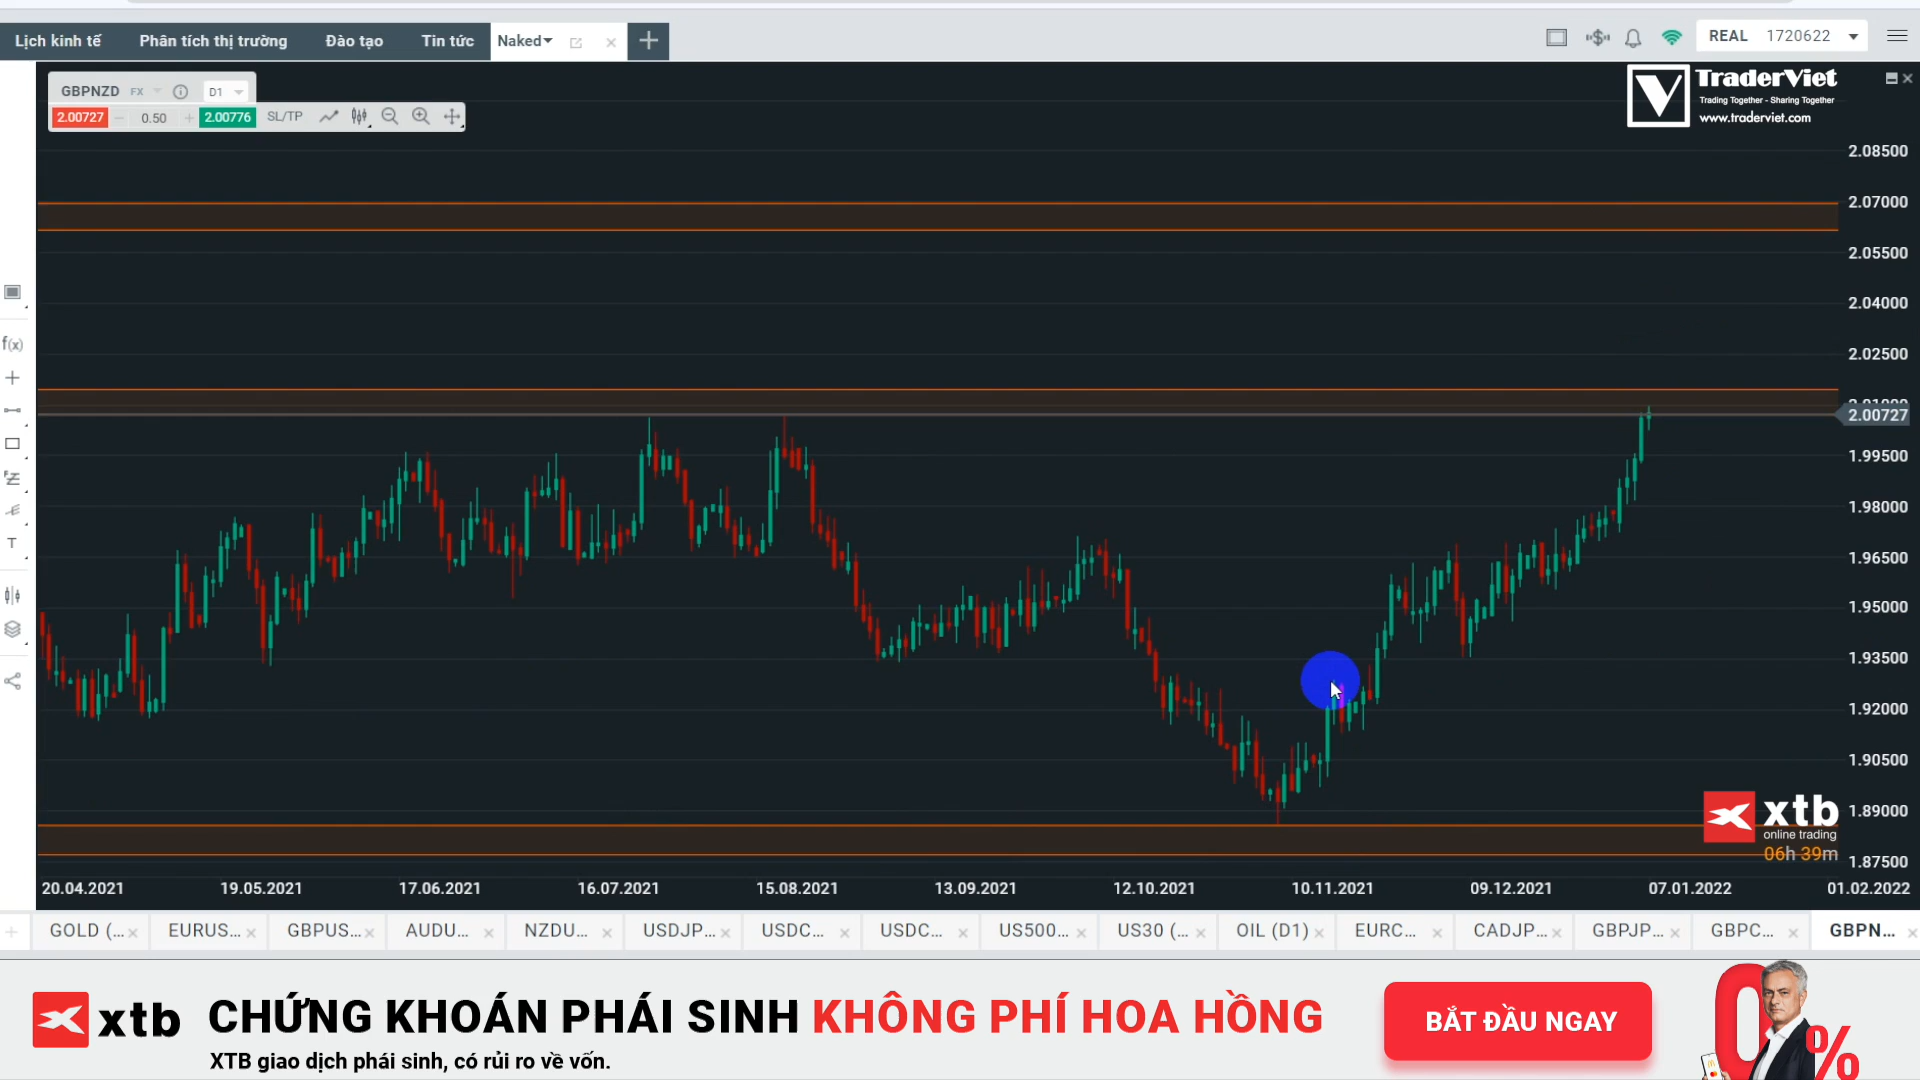 Lịch kinh tế Phân tích thị trường Đào tạo Tin tức Naked REAL 1720622
GBPNZD FX D1
2.00727 0.50 2.00776 SL/TP
TraderViet
Trading Together - Sharing Together
www.traderviet.com
2.08500
2.07000
2.05500
2.04000
2.02500
2.00727
1.99500
1.98000
1.96500
1.95000
1.93500
1.92000
1.90500
1.89000
1.87500
f(x)
T
xtb
online trading
06h 39m
20.04.2021 19.05.2021 17.06.2021 16.07.2021 15.08.2021 13.09.2021 12.10.2021 10.11.2021 09.12.2021 07.01.2022 01.02.2022
GOLD (... EURUS... GBPUS... AUDU... NZDU... USDJP... USDC... USDC... US500... US30 (... OIL (D1) EURC... CADJP... GBPJP... GBPC... GBPN...
xtb CHỨNG KHOÁN PHÁI SINH KHÔNG PHÍ HOA HỒNG
XTB giao dịch phái sinh, có rủi ro về vốn.
BẮT ĐẦU NGAY
0%